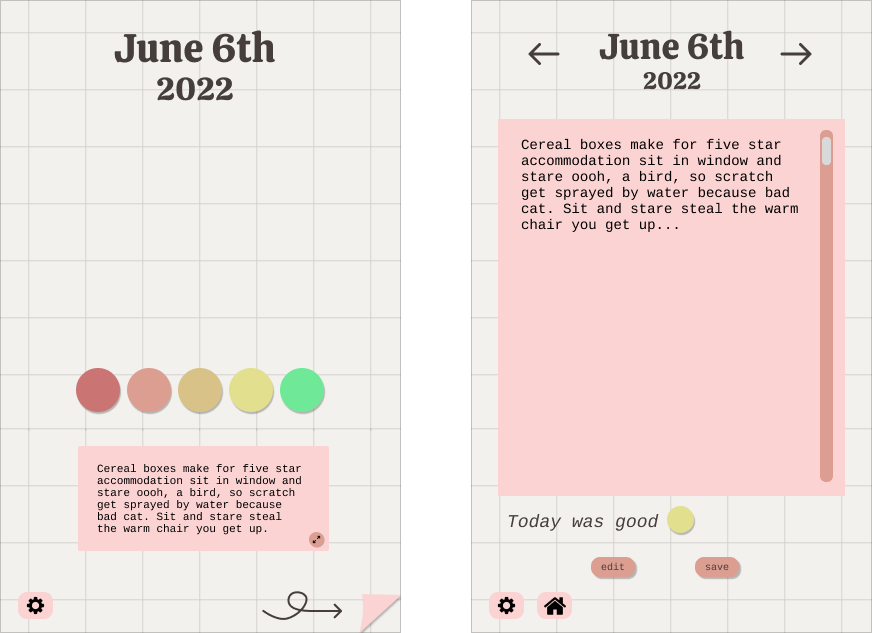 June 6th
2022
Cereal boxes make for five star
accommodation sit in window and
stare oooh, a bird, so scratch
get sprayed by water because
bad cat. Sit and stare steal
the warm chair you get up.
June 6th
2022
Cereal boxes make for five star
accommodation sit in window and
stare oooh, a bird, so scratch
get sprayed by water because bad
cat. Sit and stare steal the warm
chair you get up...
Today was good
edit
save